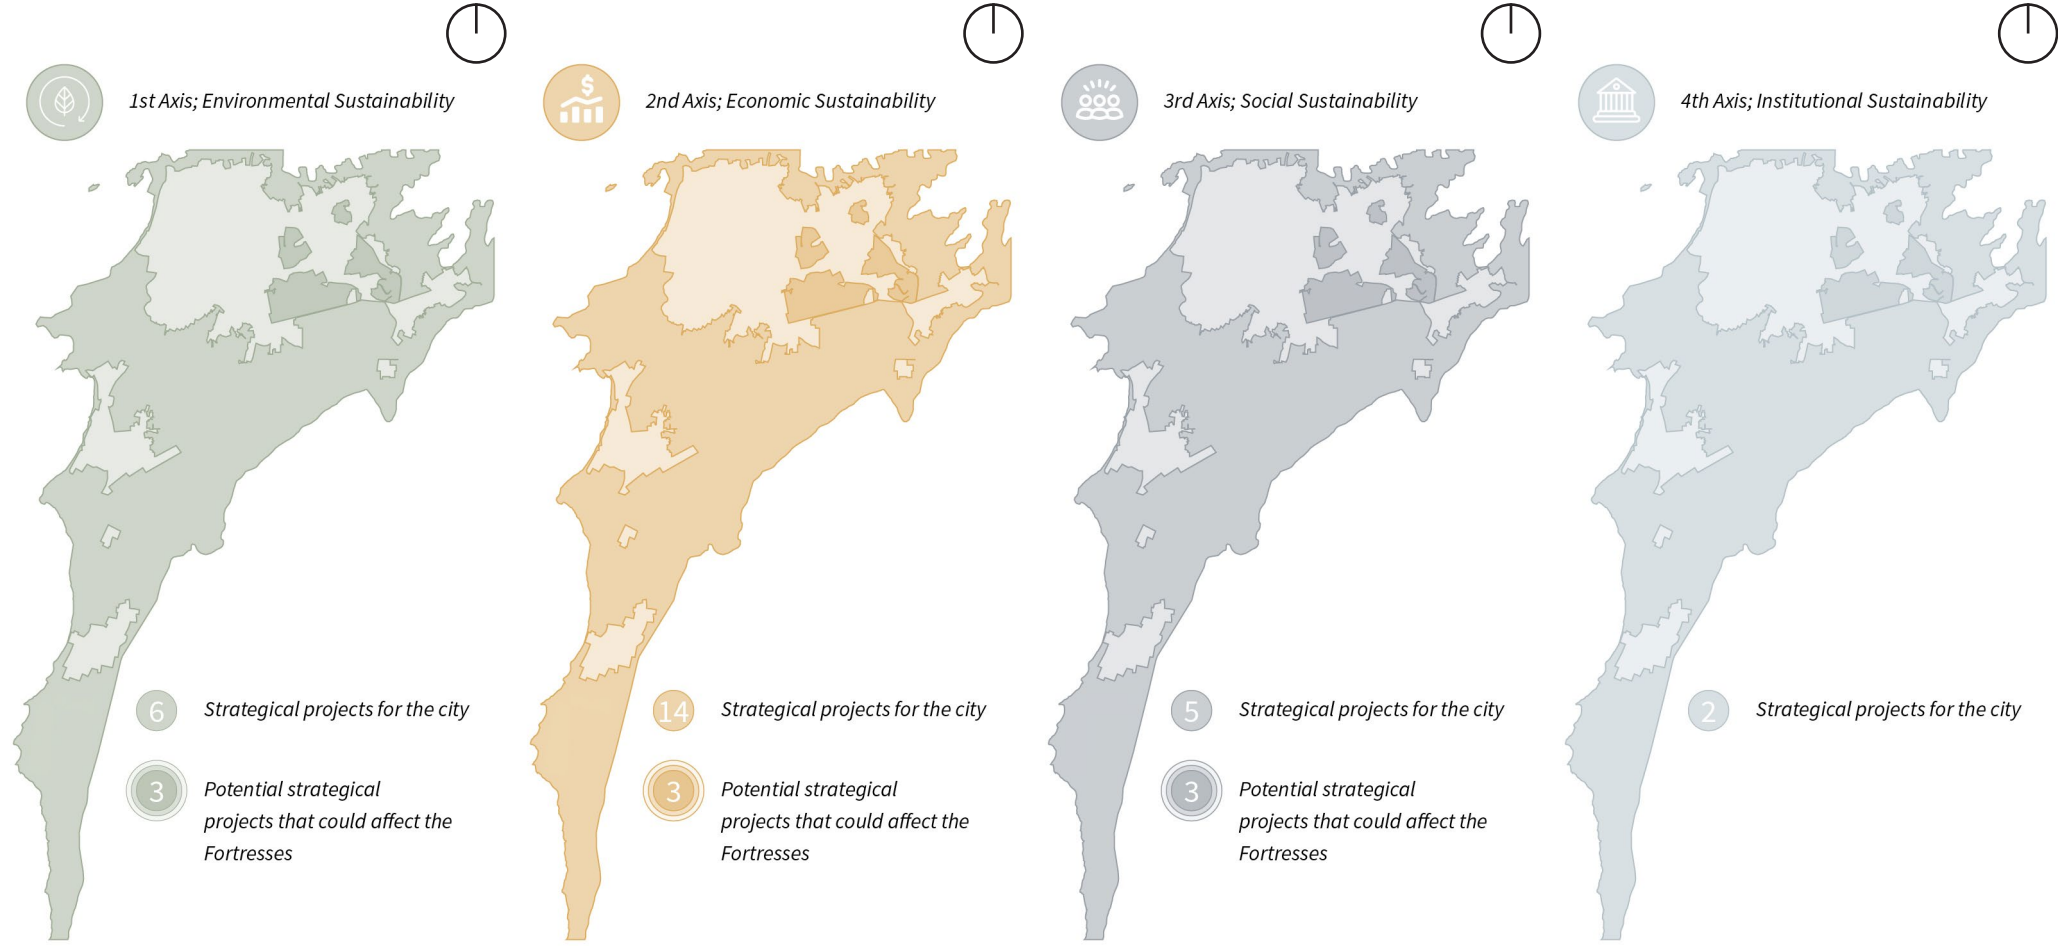 1st Axis; Environmental Sustainability
6
Strategical projects for the city
3
Potential strategical
projects that could affect the
Fortresses
$
2nd Axis; Economic Sustainability
14
Strategical projects for the city
3
Potential strategical
projects that could affect the
Fortresses
3rd Axis; Social Sustainability
5
Strategical projects for the city
3
Potential strategical
projects that could affect the
Fortresses
4th Axis; Institutional Sustainability
2
Strategical projects for the city